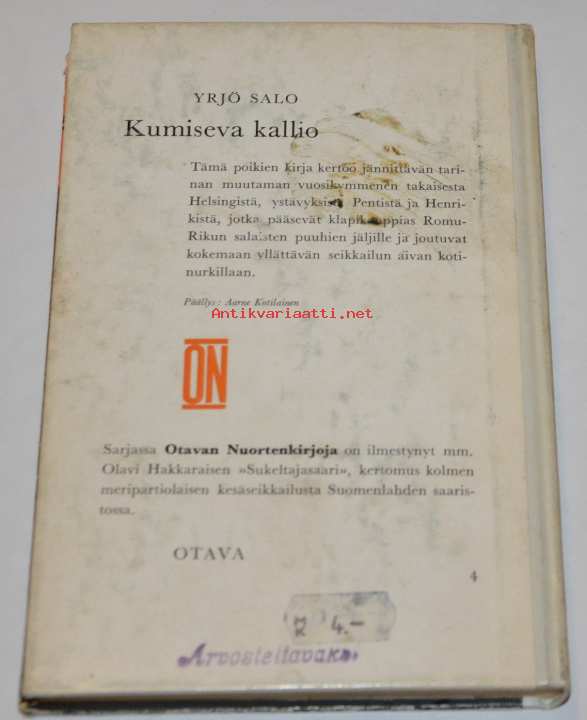 YRJÖ SALO
Kumiseva kallio
Tämä poikien kirja kertoo jännittävän tari-
nan muutaman vuosikymmenen takaisesta
Helsingistä, ystävyksistä Pentistä ja Henri-
kistä, jotka pääsevät klapikauppias Romu-
Rikun salaisten puuhien jäljille ja joutuvat
kokemaan yllättävän seikkailun aivan koti-
nurkillaan.
Päällys: Aarne Kotilainen
Antikvariaatti.net
ON
Sarjassa Otavan Nuortenkirjoja on ilmestynyt mm.
Olavi Hakkaraisen »Sukeltajasaari», kertomus kolmen
meripartiolaisen kesäseikkailusta Suomenlahden saaris-
tossa.
OTAVA
4
4.–
Arvosteltavaks